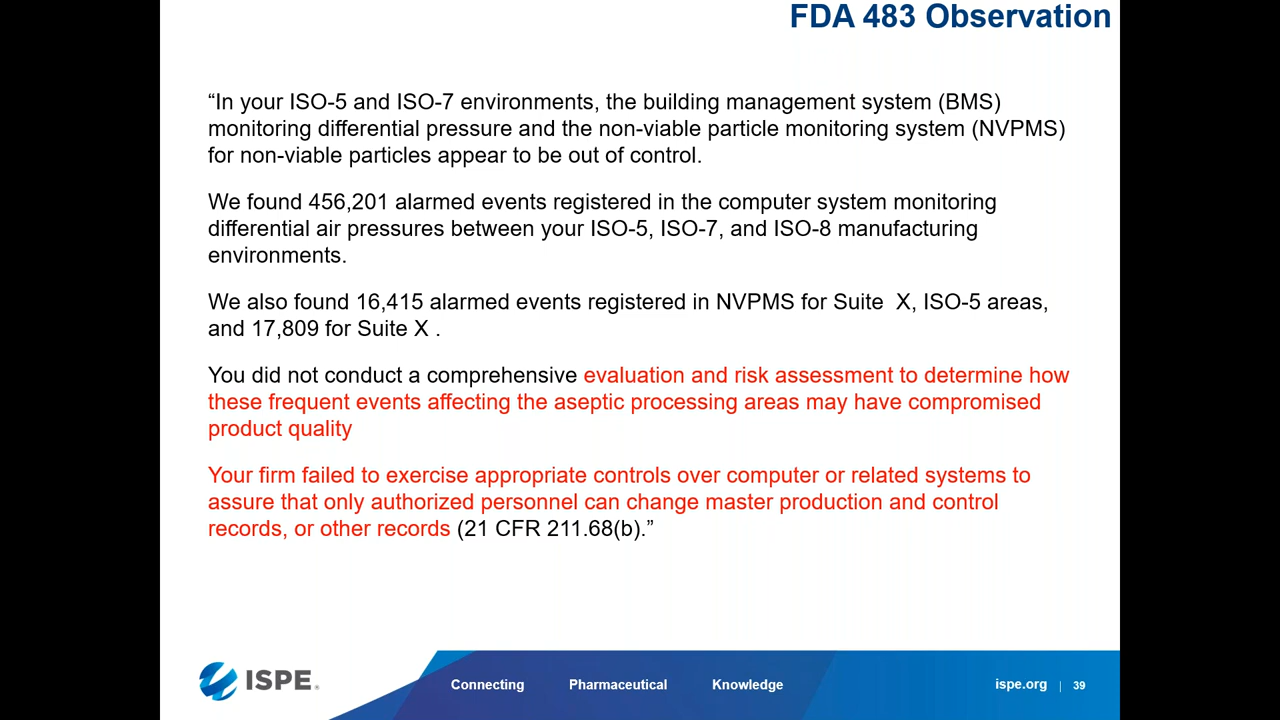 FDA 483 Observation
“In your ISO-5 and ISO-7 environments, the building management system (BMS)
monitoring differential pressure and the non-viable particle monitoring system (NVPMS)
for non-viable particles appear to be out of control.
We found 456,201 alarmed events registered in the computer system monitoring
differential air pressures between your ISO-5, ISO-7, and ISO-8 manufacturing
environments.
We also found 16,415 alarmed events registered in NVPMS for Suite  X, ISO-5 areas,
and 17,809 for Suite X .
You did not conduct a comprehensive evaluation and risk assessment to determine how
these frequent events affecting the aseptic processing areas may have compromised
product quality
Your firm failed to exercise appropriate controls over computer or related systems to
assure that only authorized personnel can change master production and control
records, or other records (21 CFR 211.68(b).”
ISPE. Connecting Pharmaceutical Knowledge ispe.org | 39